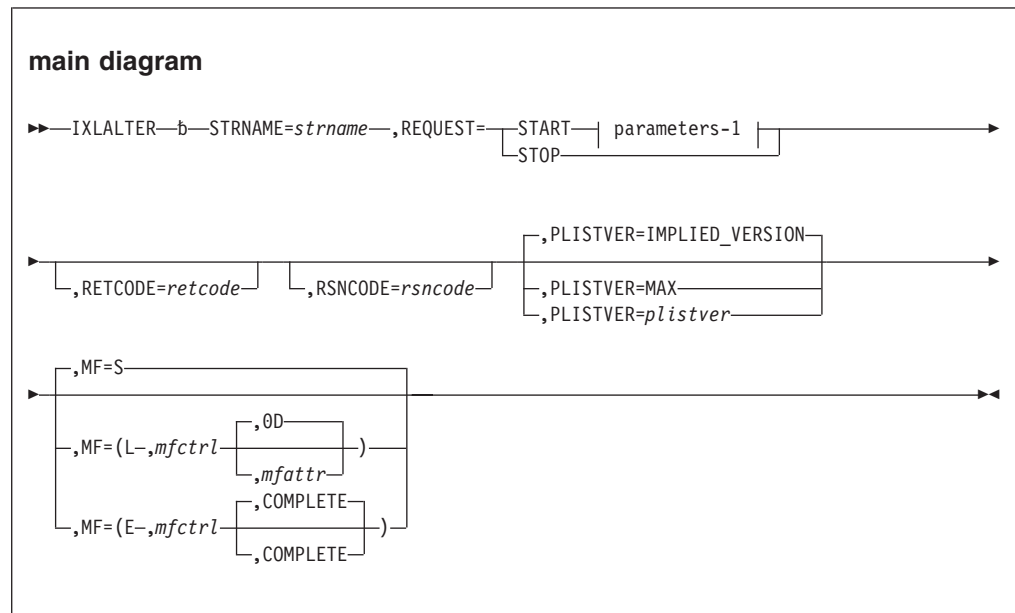 main diagram
IXLALTER ƀ STRNAME=strname ,REQUEST= START parameters-1
STOP
,PLISTVER=IMPLIED_VERSION
,RETCODE=retcode ,RSNCODE=rsncode ,PLISTVER=MAX
,PLISTVER=plistver
,MF=S
,0D
,MF=(L ,mfctrl )
,mfattr
,COMPLETE
,MF=(E ,mfctrl )
,COMPLETE